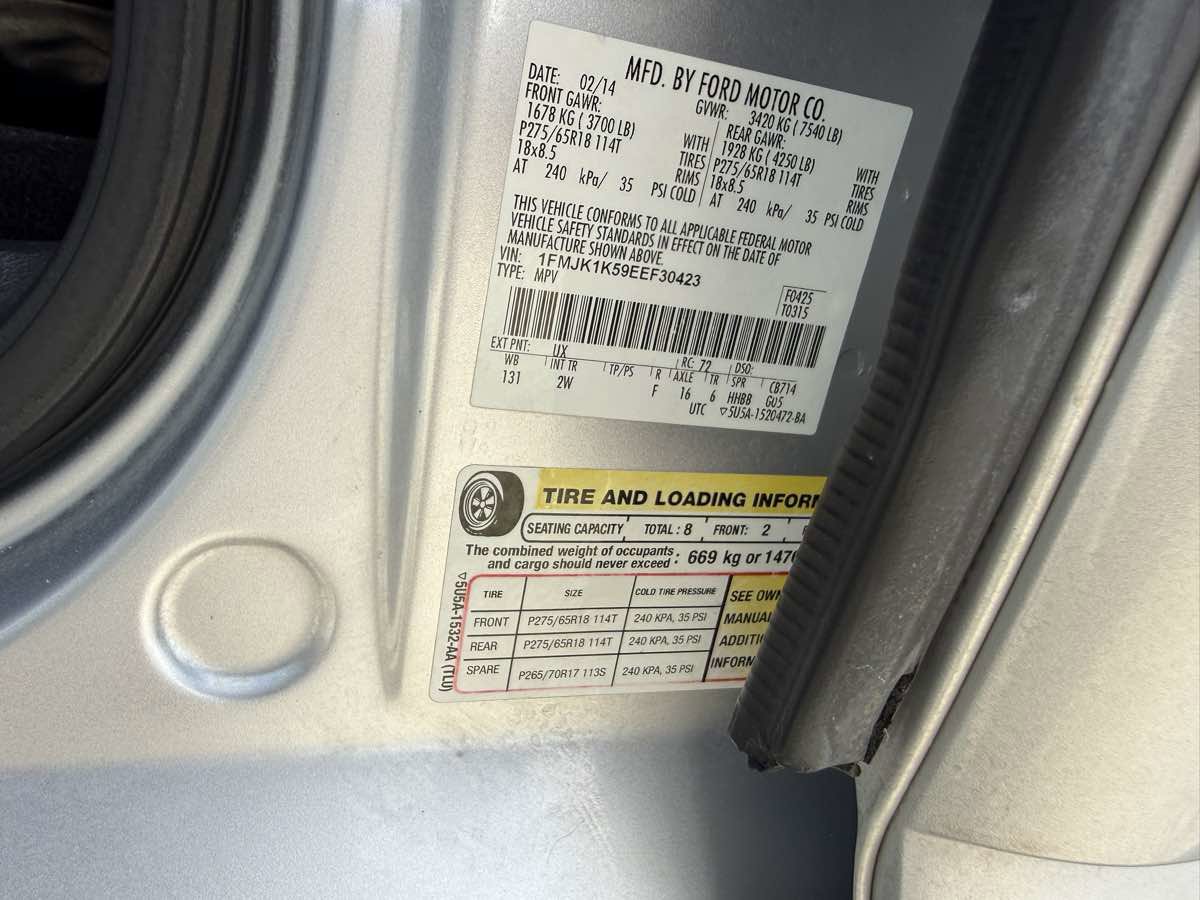 MFD. BY FORD MOTOR CO.
DATE: 02/14 GVWR: 3420 KG ( 7540 LB)
FRONT GAWR: REAR GAWR:
1678 KG ( 3700 LB) WITH 1928 KG ( 4250 LB) WITH
P275/65R18 114T TIRES P275/65R18 114T TIRES
18x8.5 RIMS 18x8.5 RIMS
AT 240 kPa/ 35 PSI COLD AT 240 kPa/ 35 PSI COLD
THIS VEHICLE CONFORMS TO ALL APPLICABLE FEDERAL MOTOR
VEHICLE SAFETY STANDARDS IN EFFECT ON THE DATE OF
MANUFACTURE SHOWN ABOVE.
VIN: 1FMJK1K59EEF30423
TYPE: MPV
F0425
T0315
EXT PNT: UX RC: 72 DSO:
WB INT TR TP/PS R AXLE TR SPR CB714
131 2W F 16 6 HHBB GU5
UTC ▽5U5A-1520472-BA
TIRE AND LOADING INFORM
SEATING CAPACITY TOTAL : 8 FRONT: 2
The combined weight of occupants
and cargo should never exceed : 669 kg or 1476
TIRE SIZE COLD TIRE PRESSURE
FRONT P275/65R18 114T 240 KPA, 35 PSI
REAR P275/65R18 114T 240 KPA, 35 PSI
SPARE P265/70R17 113S 240 KPA, 35 PSI
SEE OWN
MANUAL
ADDITIO
INFORM
▽5U5A-1532-AA (TLU)